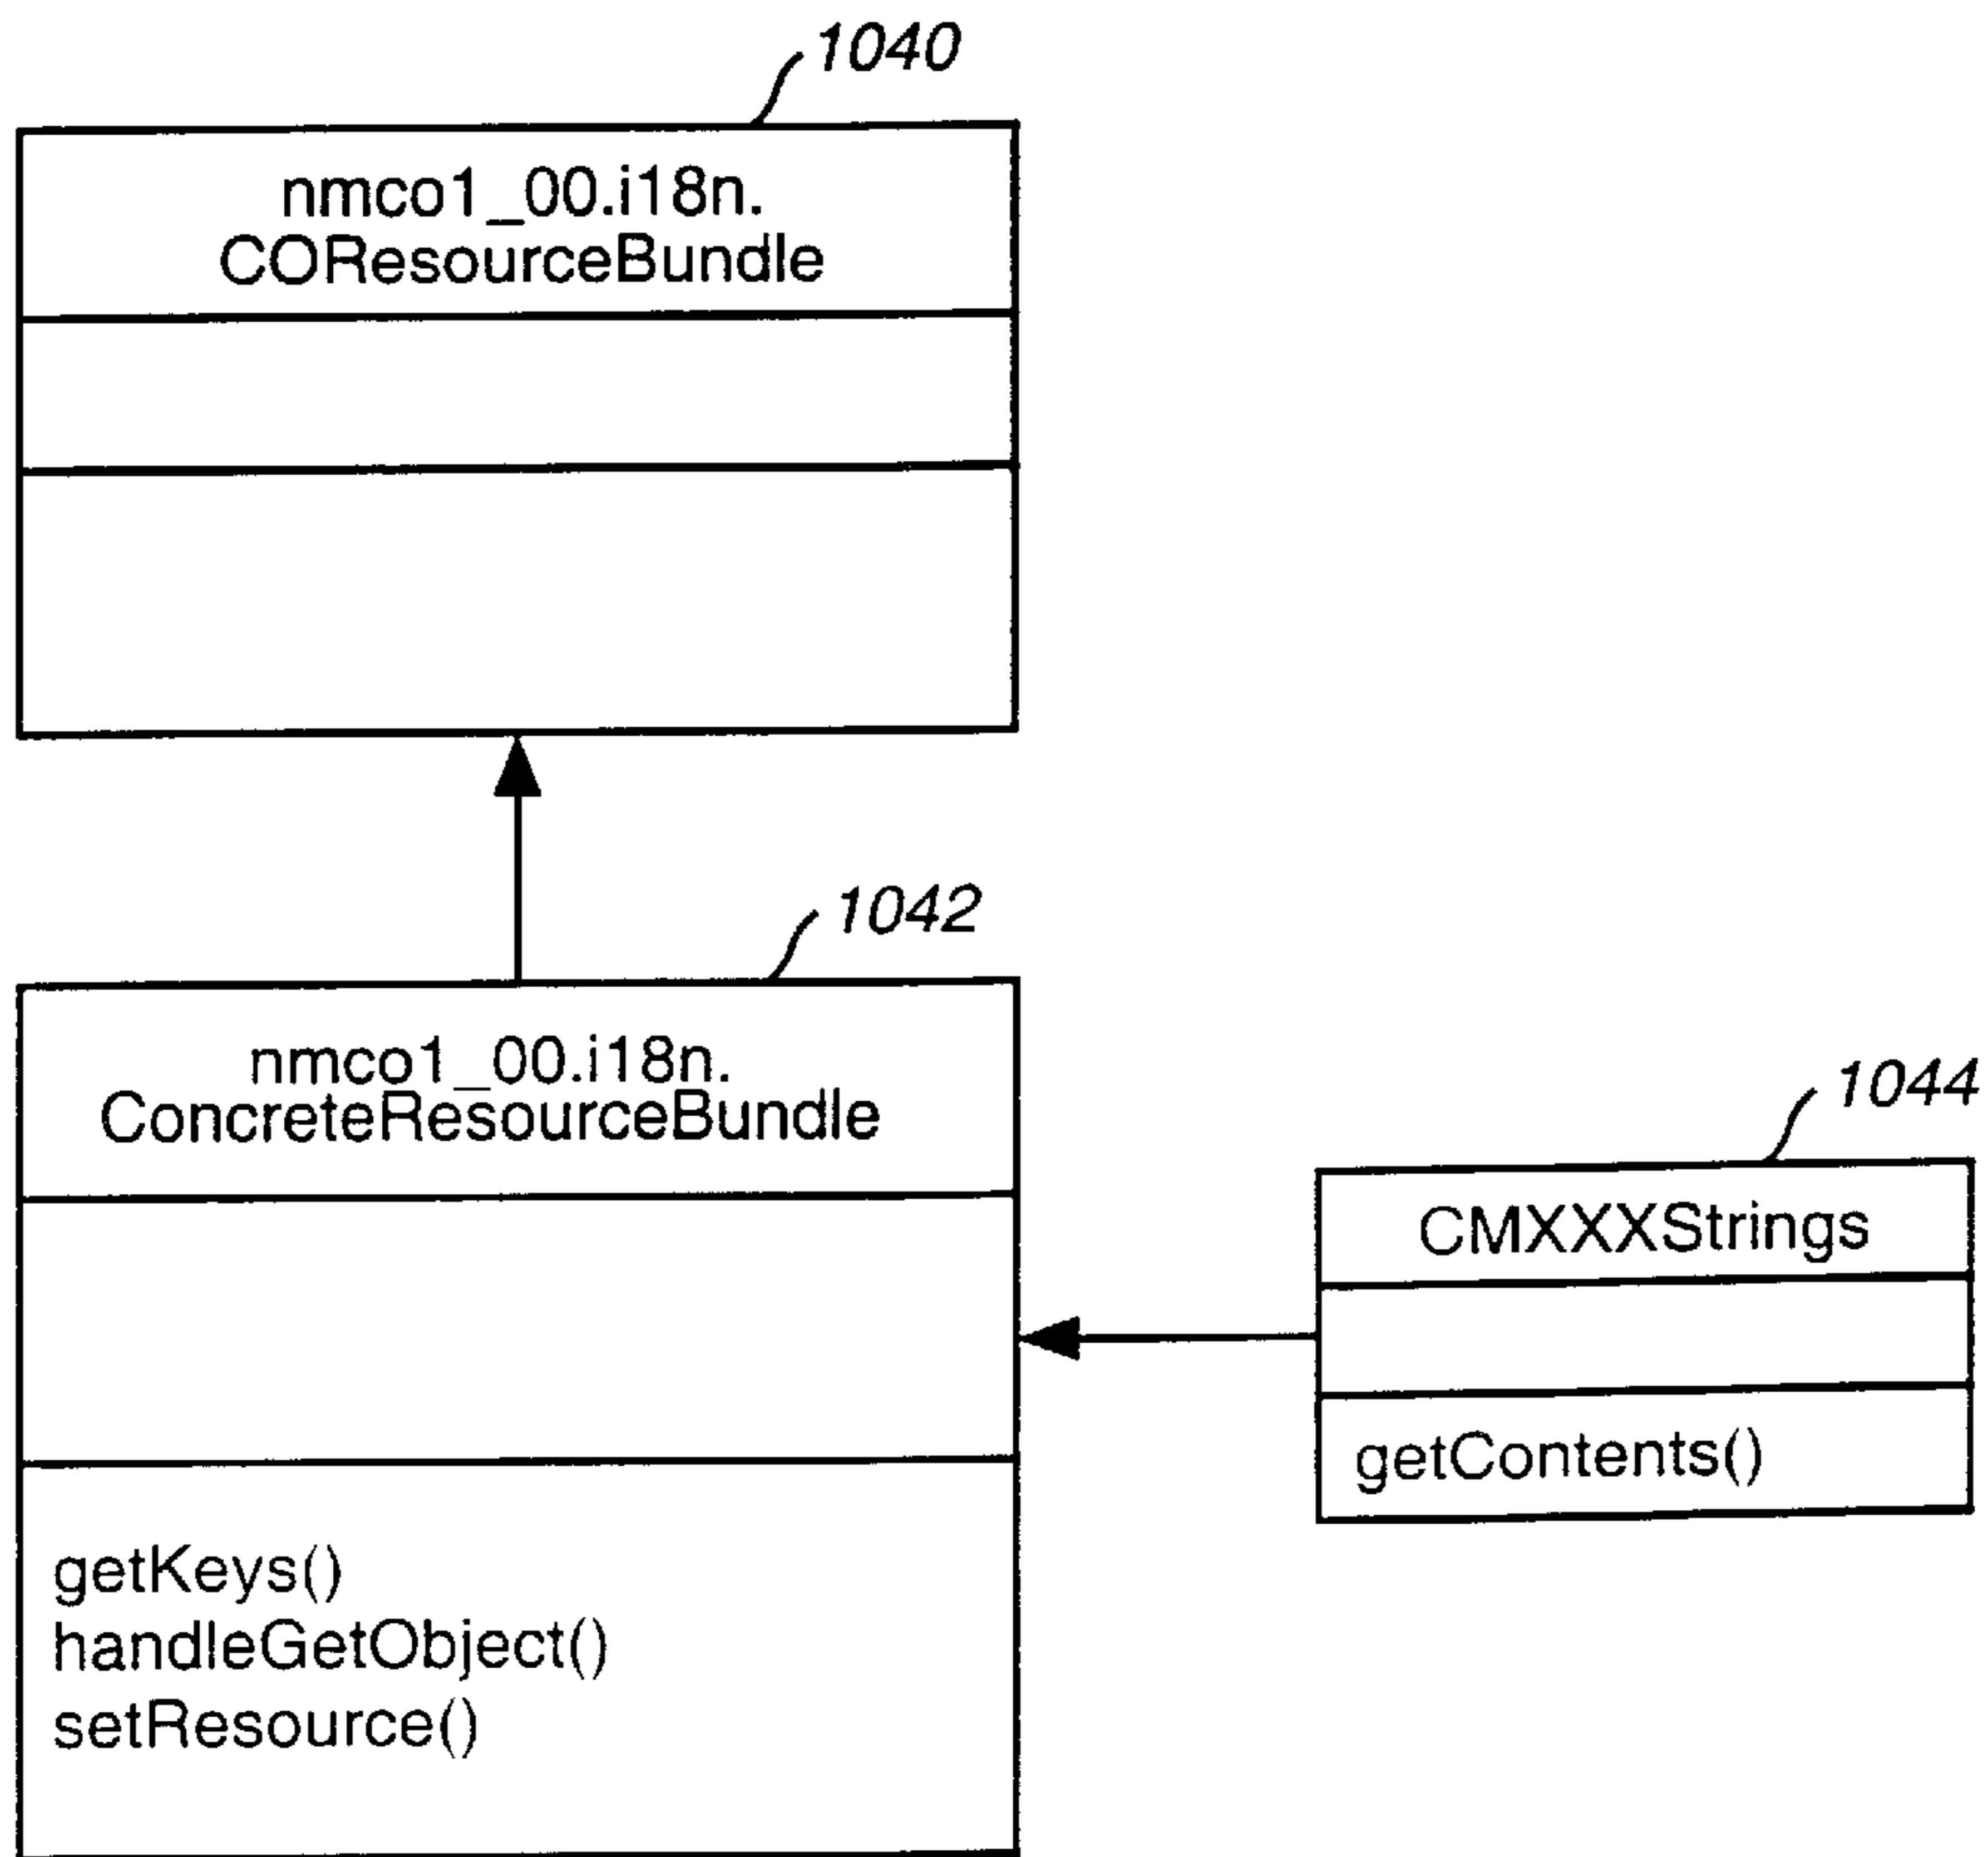 1040
nmco1_00.i18n.
COResourceBundle
1042
nmco1_00.i18n.
ConcreteResourceBundle
getKeys()
handleGetObject()
setResource()
1044
CMXXXStrings
getContents()